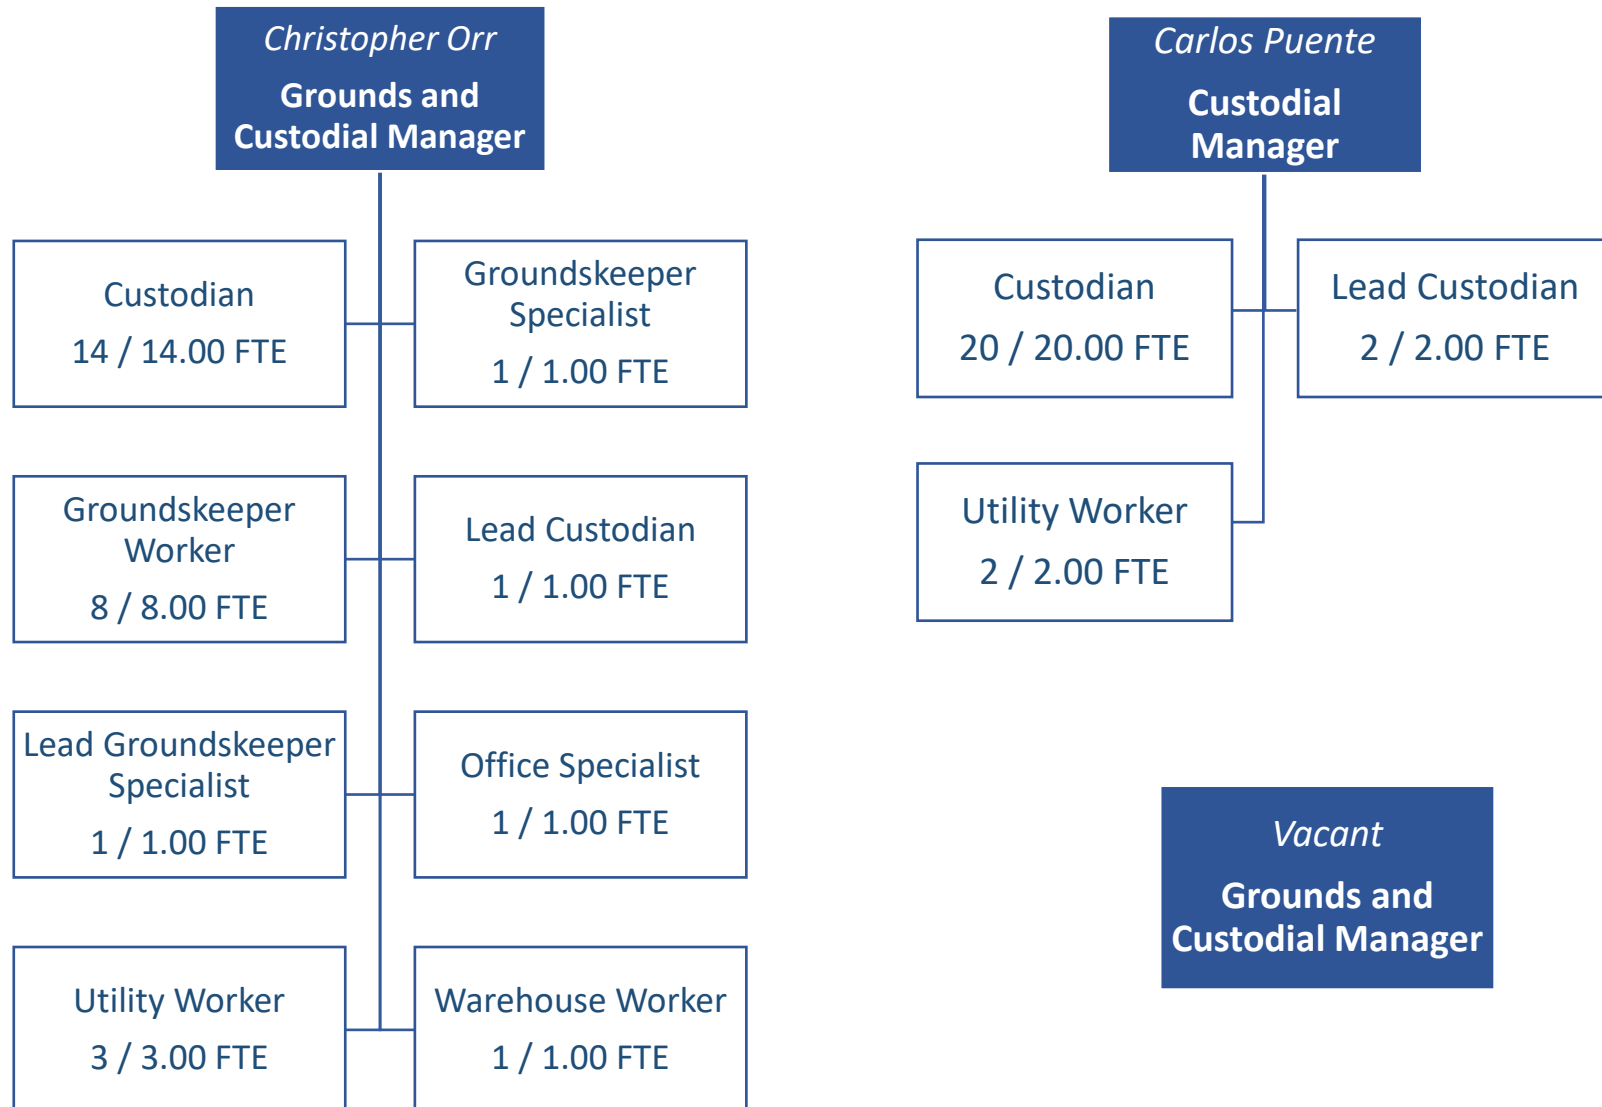 Christopher Orr
Grounds and
Custodial Manager
Custodian
14 / 14.00 FTE
Groundskeeper
Specialist
1 / 1.00 FTE
Groundskeeper
Worker
8 / 8.00 FTE
Lead Custodian
1 / 1.00 FTE
Lead Groundskeeper
Specialist
1 / 1.00 FTE
Office Specialist
1 / 1.00 FTE
Utility Worker
3 / 3.00 FTE
Warehouse Worker
1 / 1.00 FTE
Carlos Puente
Custodial
Manager
Custodian
20 / 20.00 FTE
Lead Custodian
2 / 2.00 FTE
Utility Worker
2 / 2.00 FTE
Vacant
Grounds and
Custodial Manager